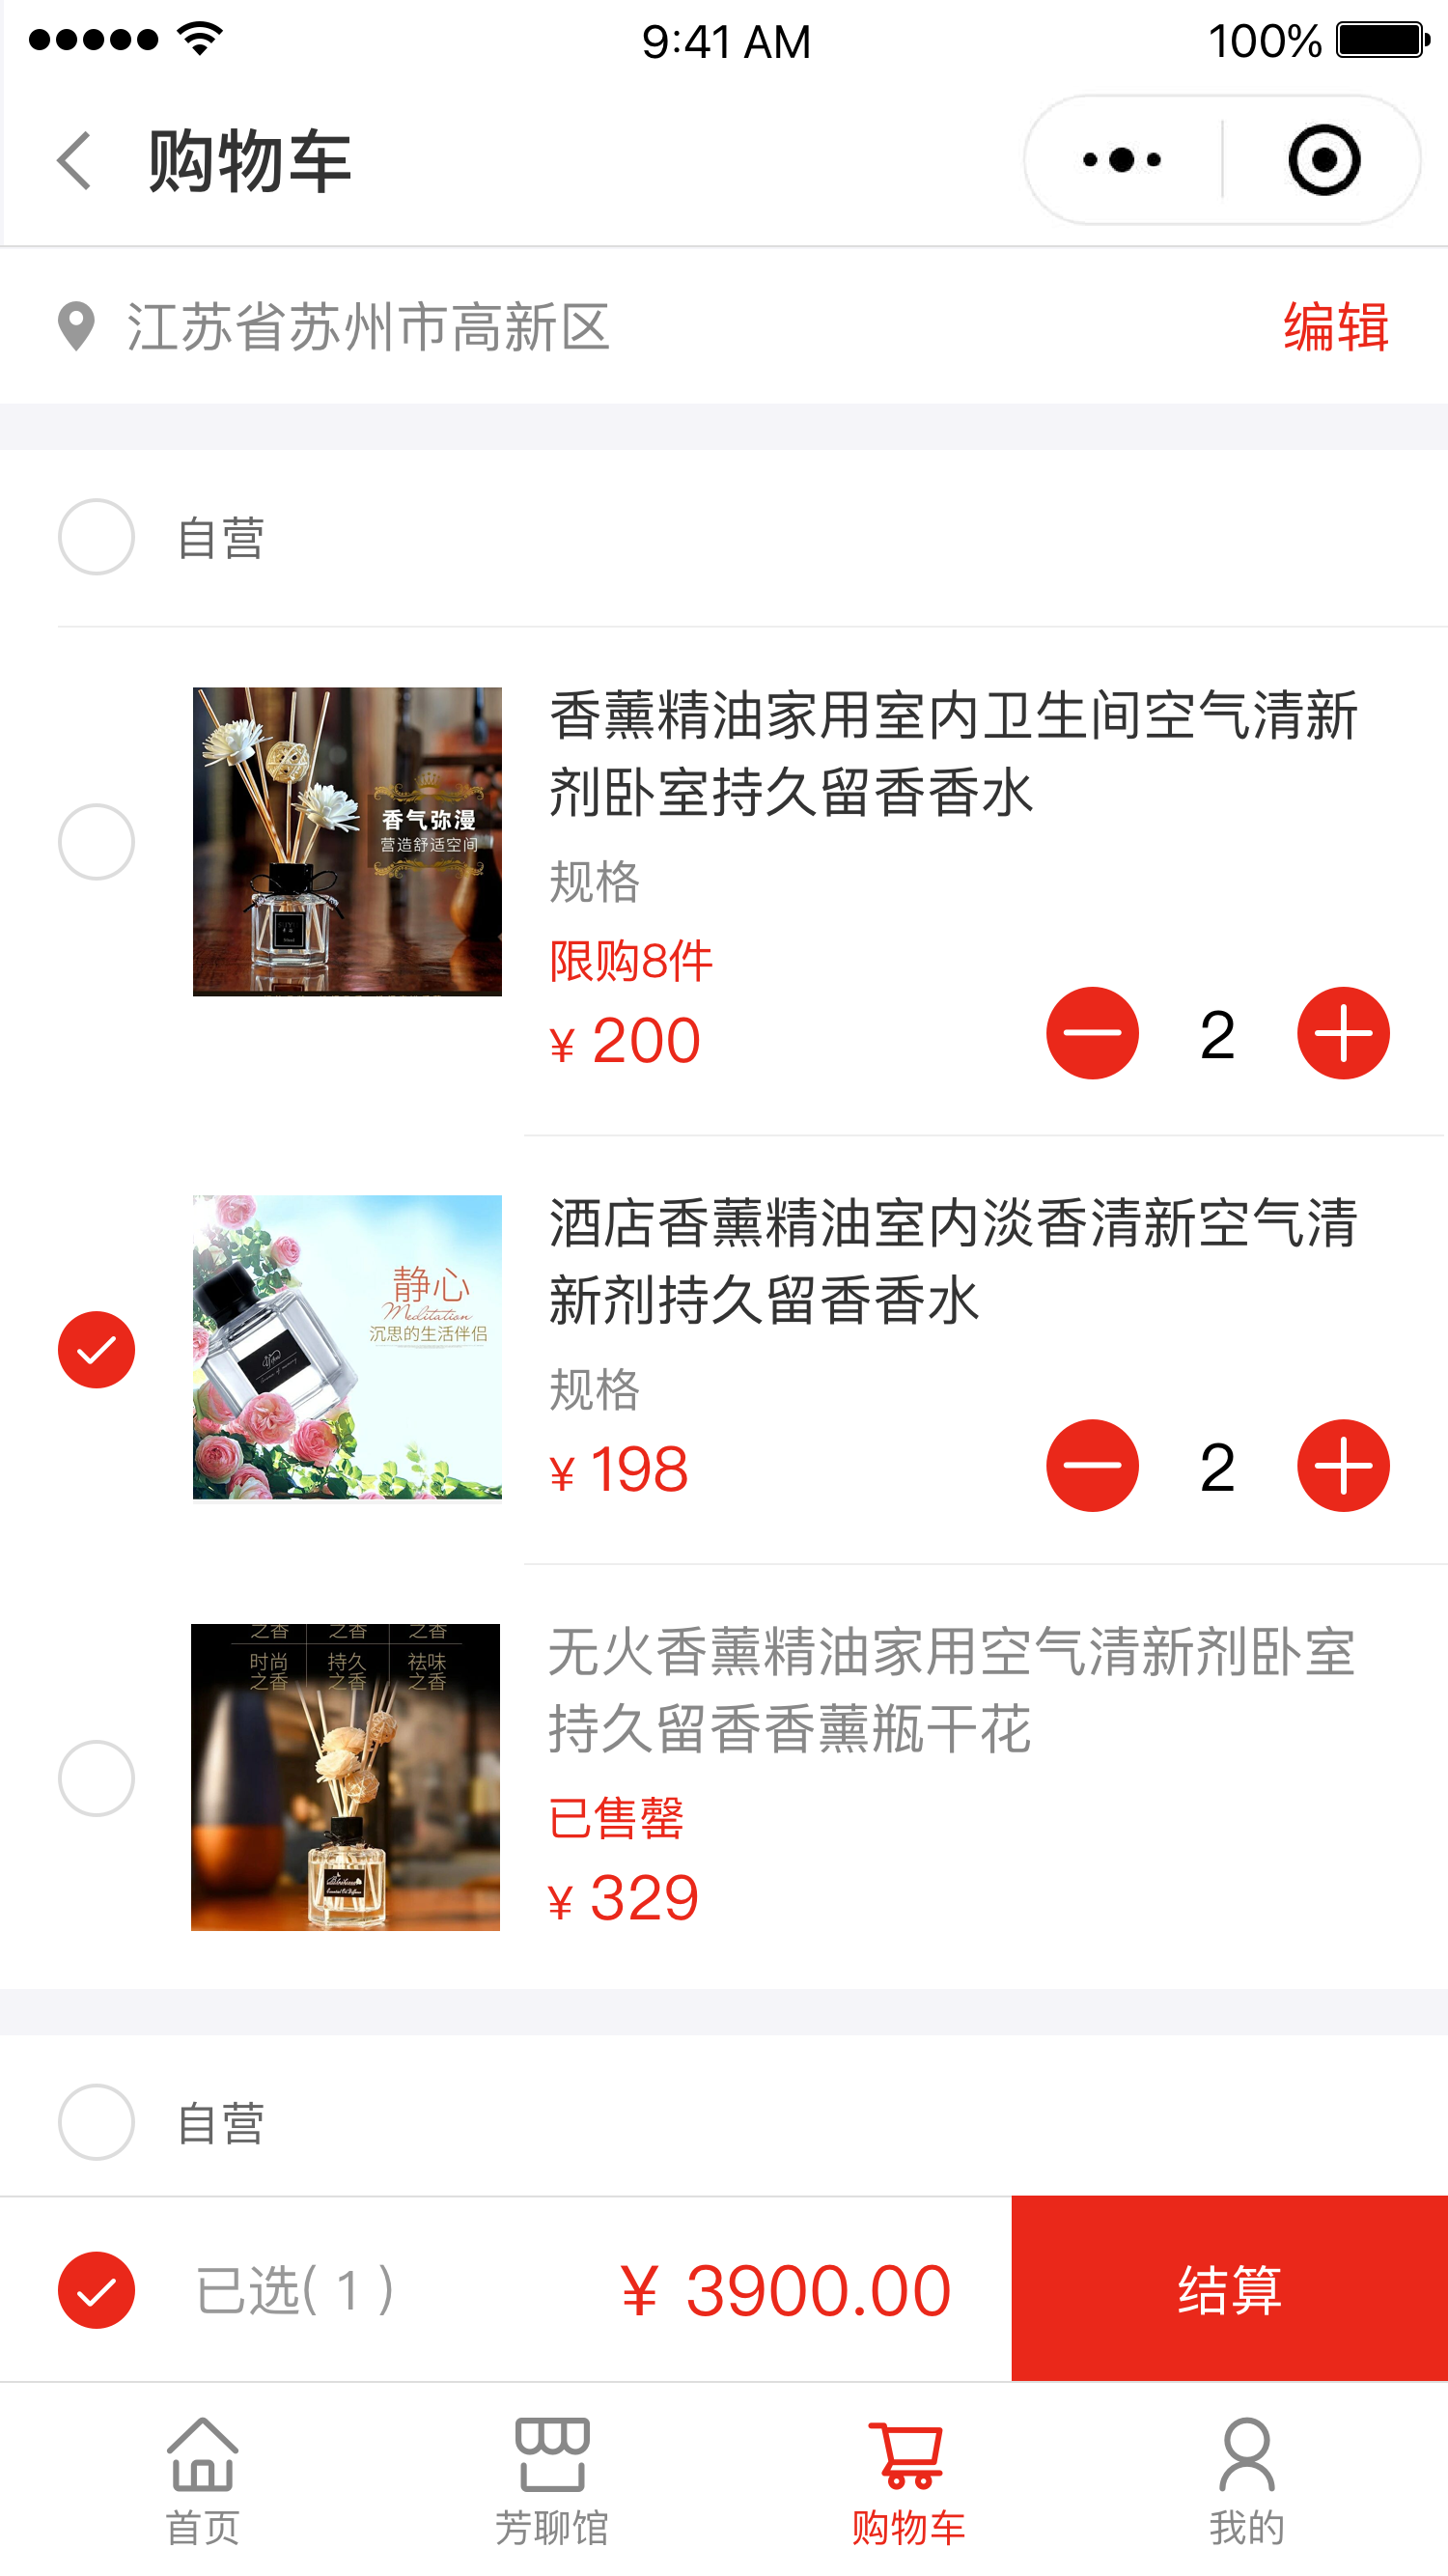 9:41 AM
100%
购物车
江苏省苏州市高新区
编辑
自营
香气弥漫
营造舒适空间
香薰精油家用室内卫生间空气清新
剂卧室持久留香香水
规格
限购8件
¥ 200
2
静心
Meditation
沉思的生活伴侣
酒店香薰精油室内淡香清新空气清
新剂持久留香香水
规格
¥ 198
2
之香 之香 之香
时尚 持久 祛味
之香 之香 之香
无火香薰精油家用空气清新剂卧室
持久留香香薰瓶干花
已售罄
¥ 329
自营
已选( 1 )
¥ 3900.00
结算
首页
芳聊馆
购物车
我的